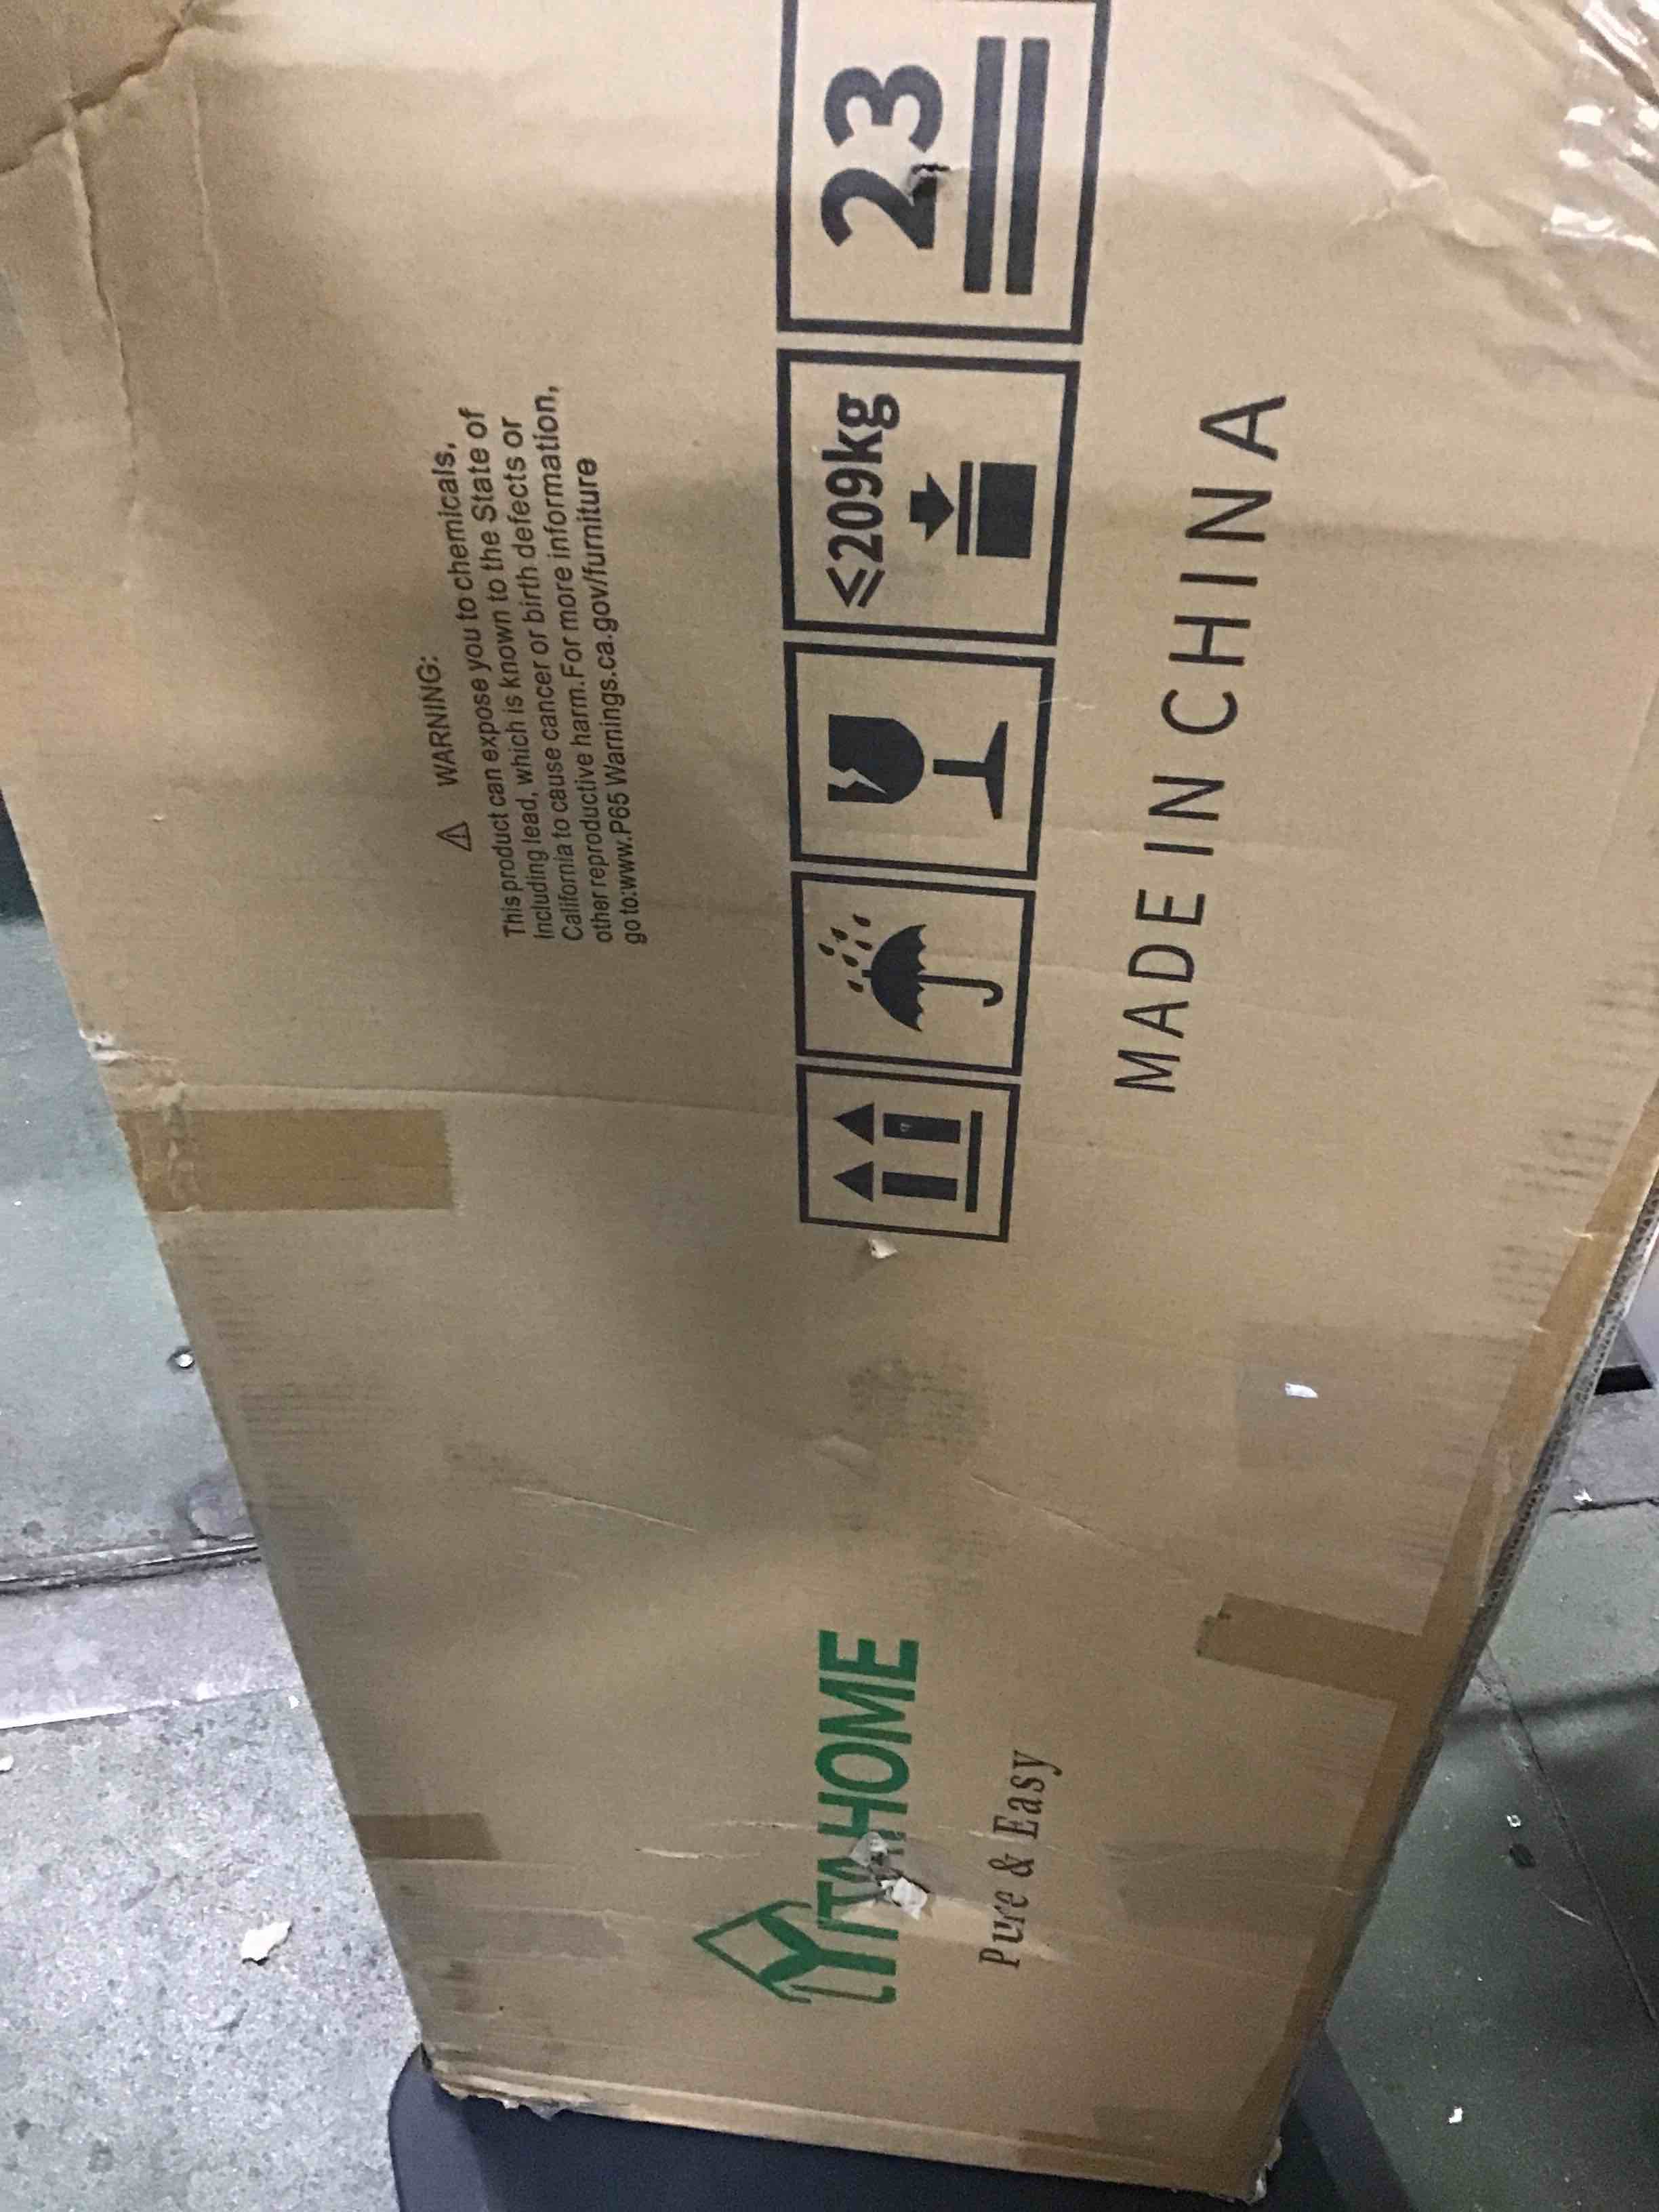 WARNING:
This product can expose you to chemicals,
including lead, which is known to the State of
California to cause cancer or birth defects or
other reproductive harm.For more information,
go to:www.P65 Warnings.ca.gov/furniture
≤209kg
23
MADE IN CHINA
YITAHOME
Pure & Easy